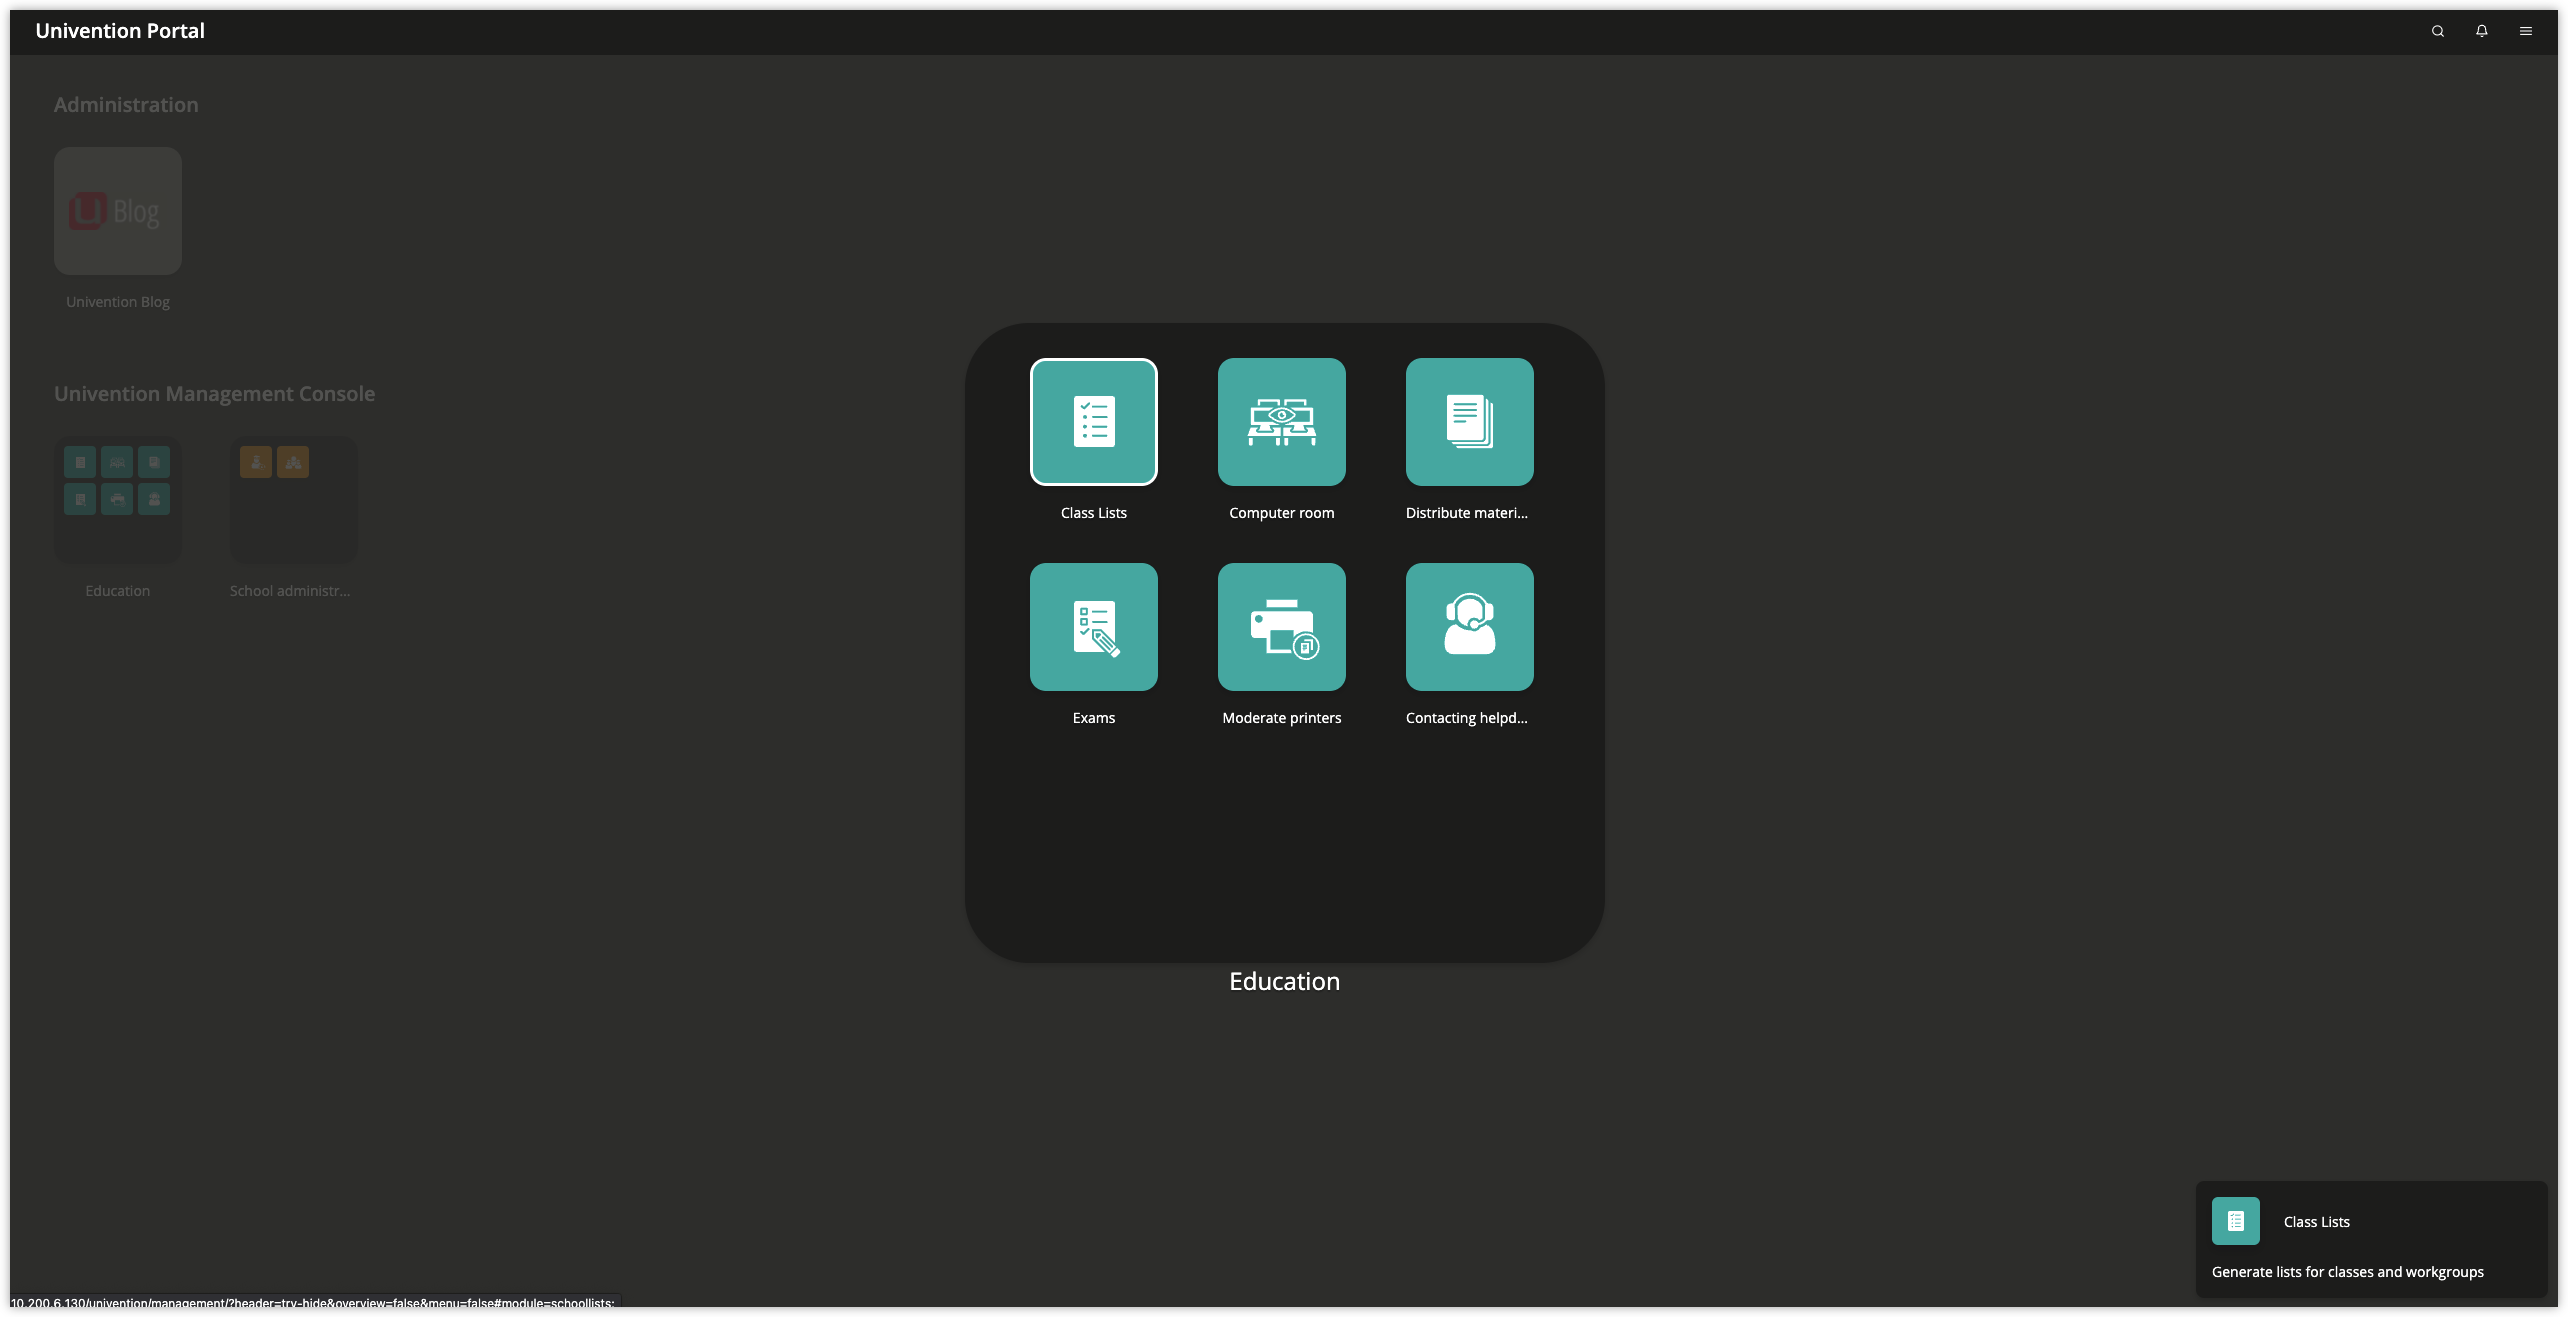 Univention Portal
Administration
Blog
Univention Blog
Univention Management Console
Education
School administr...
Class Lists
Computer room
Distribute materi...
Exams
Moderate printers
Contacting helpd...
Education
Class Lists
Generate lists for classes and workgroups
10.200.6.130/univention/management/?header=try-hide&overview=false&menu=false#module=schoollists: